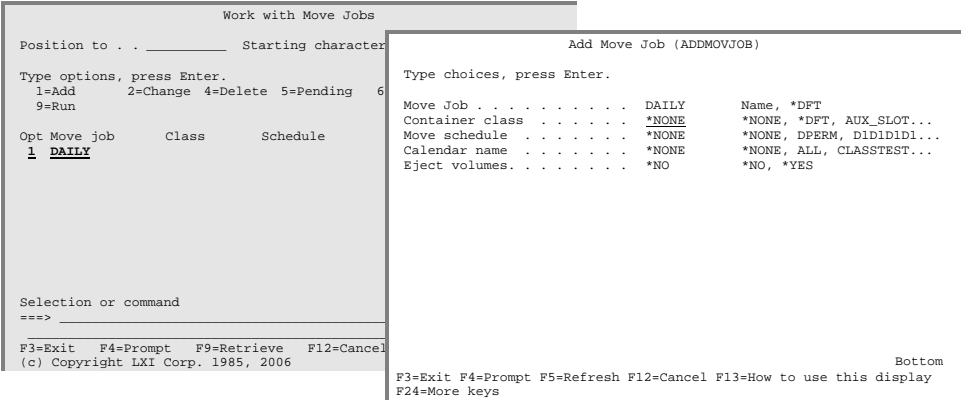 Work with Move Jobs
Position to . . __________ Starting character
Type options, press Enter.
1=Add 2=Change 4=Delete 5=Pending 6
9=Run
Opt Move job Class Schedule
1 DAILY
Selection or command
===> 
F3=Exit F4=Prompt F9=Retrieve F12=Cancel
(c) Copyright LXI Corp. 1985, 2006
Add Move Job (ADDMOVJOB)
Type choices, press Enter.
Move Job . . . . . . . . . . DAILY Name, *DFT
Container class . . . . . . *NONE *NONE, *DFT, AUX_SLOT...
Move schedule . . . . . . . *NONE *NONE, DPERM, D1D1D1D1...
Calendar name . . . . . . . *NONE *NONE, ALL, CLASSTEST...
Eject volumes. . . . . . . . *NO *NO, *YES
Bottom
F3=Exit F4=Prompt F5=Refresh F12=Cancel F13=How to use this display
F24=More keys